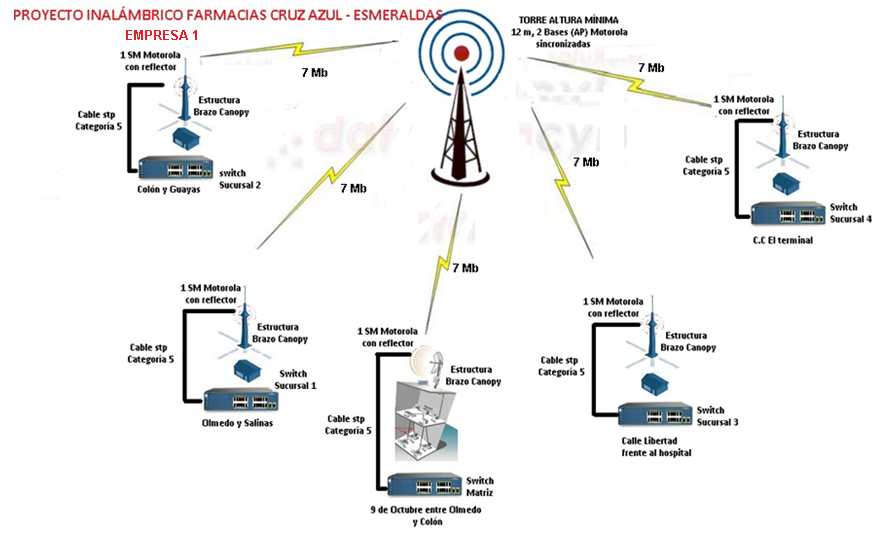 PROYECTO INALÁMBRICO FARMACIAS CRUZ AZUL - ESMERALDAS
EMPRESA 1
TORRE ALTURA MÍNIMA
12 m, 2 Bases (AP) Motorola
sincronizadas
1 SM Motorola
con reflector
7 Mb
Estructura
Brazo Canopy
Cable stp
Categoría 5
switch
Sucursal 2
Colón y Guayas
7 Mb
1 SM Motorola
con reflector
Estructura
Brazo Canopy
Cable stp
Categoría 5
Switch
Sucursal 4
C.C El terminal
7 Mb
7 Mb
7 Mb
1 SM Motorola
con reflector
Estructura
Brazo Canopy
Cable stp
Categoría 5
Switch
Sucursal 1
Olmedo y Salinas
1 SM Motorola
con reflector
Estructura
Brazo Canopy
Cable stp
Categoría 5
Switch
Matriz
9 de Octubre entre Olmedo
y Colón
1 SM Motorola
con reflector
Estructura
Brazo Canopy
Cable stp
Categoría 5
Switch
Sucursal 3
Calle Libertad
frente al hospital